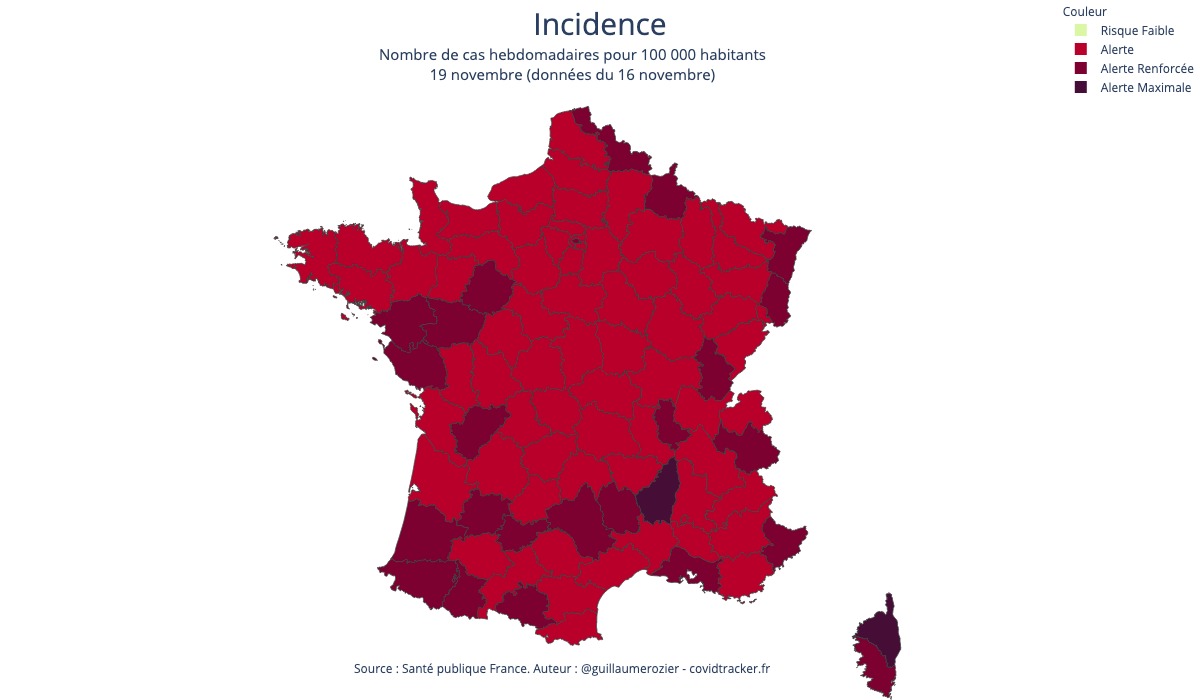 Incidence
Nombre de cas hebdomadaires pour 100 000 habitants
19 novembre (données du 16 novembre)
Couleur
Risque Faible
Alerte
Alerte Renforcée
Alerte Maximale
Source : Santé publique France. Auteur : @guillaumerozier - covidtracker.fr